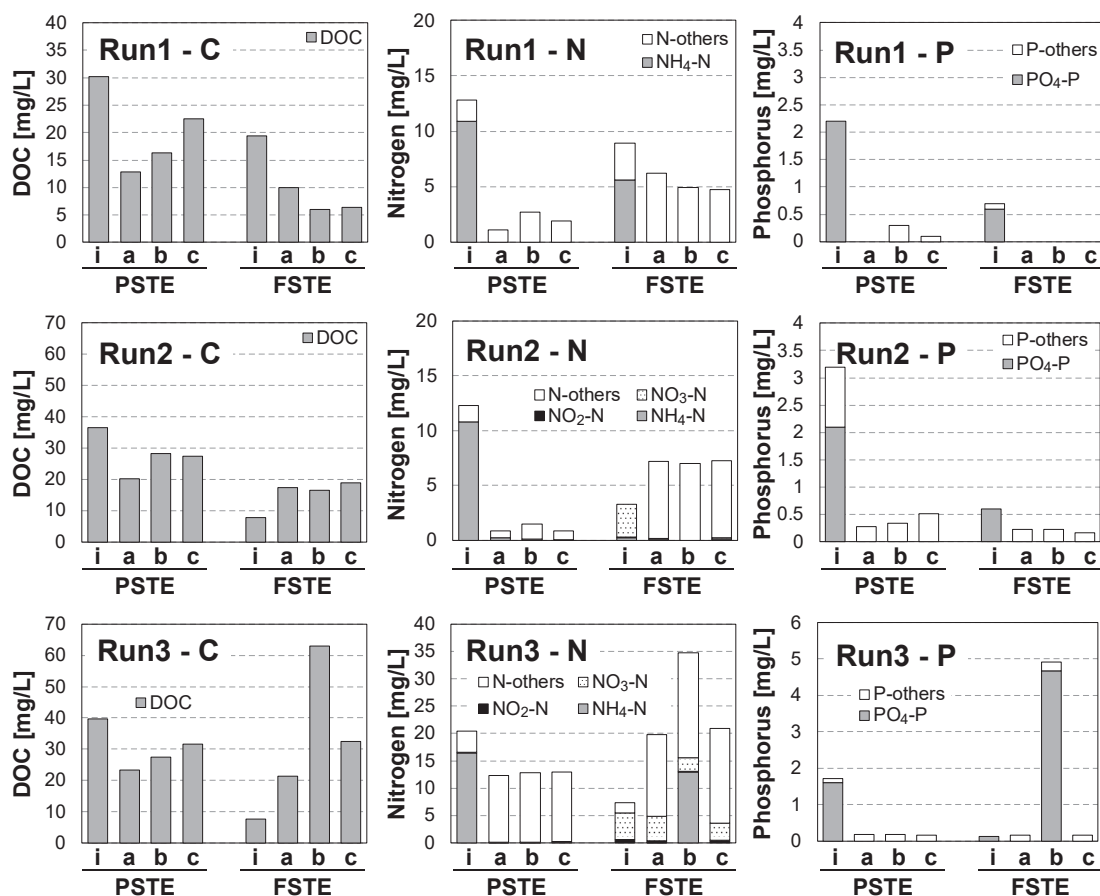 Run1 - C
DOC
DOC [mg/L]
40
35
30
25
20
15
10
5
0
i a b c i a b c
PSTE FSTE
Run1 - N
N-others
NH₄-N
Nitrogen [mg/L]
20
15
10
5
0
i a b c i a b c
PSTE FSTE
Run1 - P
P-others
PO₄-P
Phosphorus [mg/L]
4
3.5
3
2.5
2
1.5
1
0.5
0
i a b c i a b c
PSTE FSTE
Run2 - C
DOC
DOC [mg/L]
70
60
50
40
30
20
10
0
i a b c i a b c
PSTE FSTE
Run2 - N
N-others NO₃-N
NO₂-N NH₄-N
Nitrogen [mg/L]
20
15
10
5
0
i a b c i a b c
PSTE FSTE
Run2 - P
P-others
PO₄-P
Phosphorus [mg/L]
4
3.5
3
2.5
2
1.5
1
0.5
0
i a b c i a b c
PSTE FSTE
Run3 - C
DOC
DOC [mg/L]
70
60
50
40
30
20
10
0
i a b c i a b c
PSTE FSTE
Run3 - N
N-others NO₃-N
NO₂-N NH₄-N
Nitrogen [mg/L]
40
35
30
25
20
15
10
5
0
i a b c i a b c
PSTE FSTE
Run3 - P
P-others
PO₄-P
Phosphorus [mg/L]
6
5
4
3
2
1
0
i a b c i a b c
PSTE FSTE